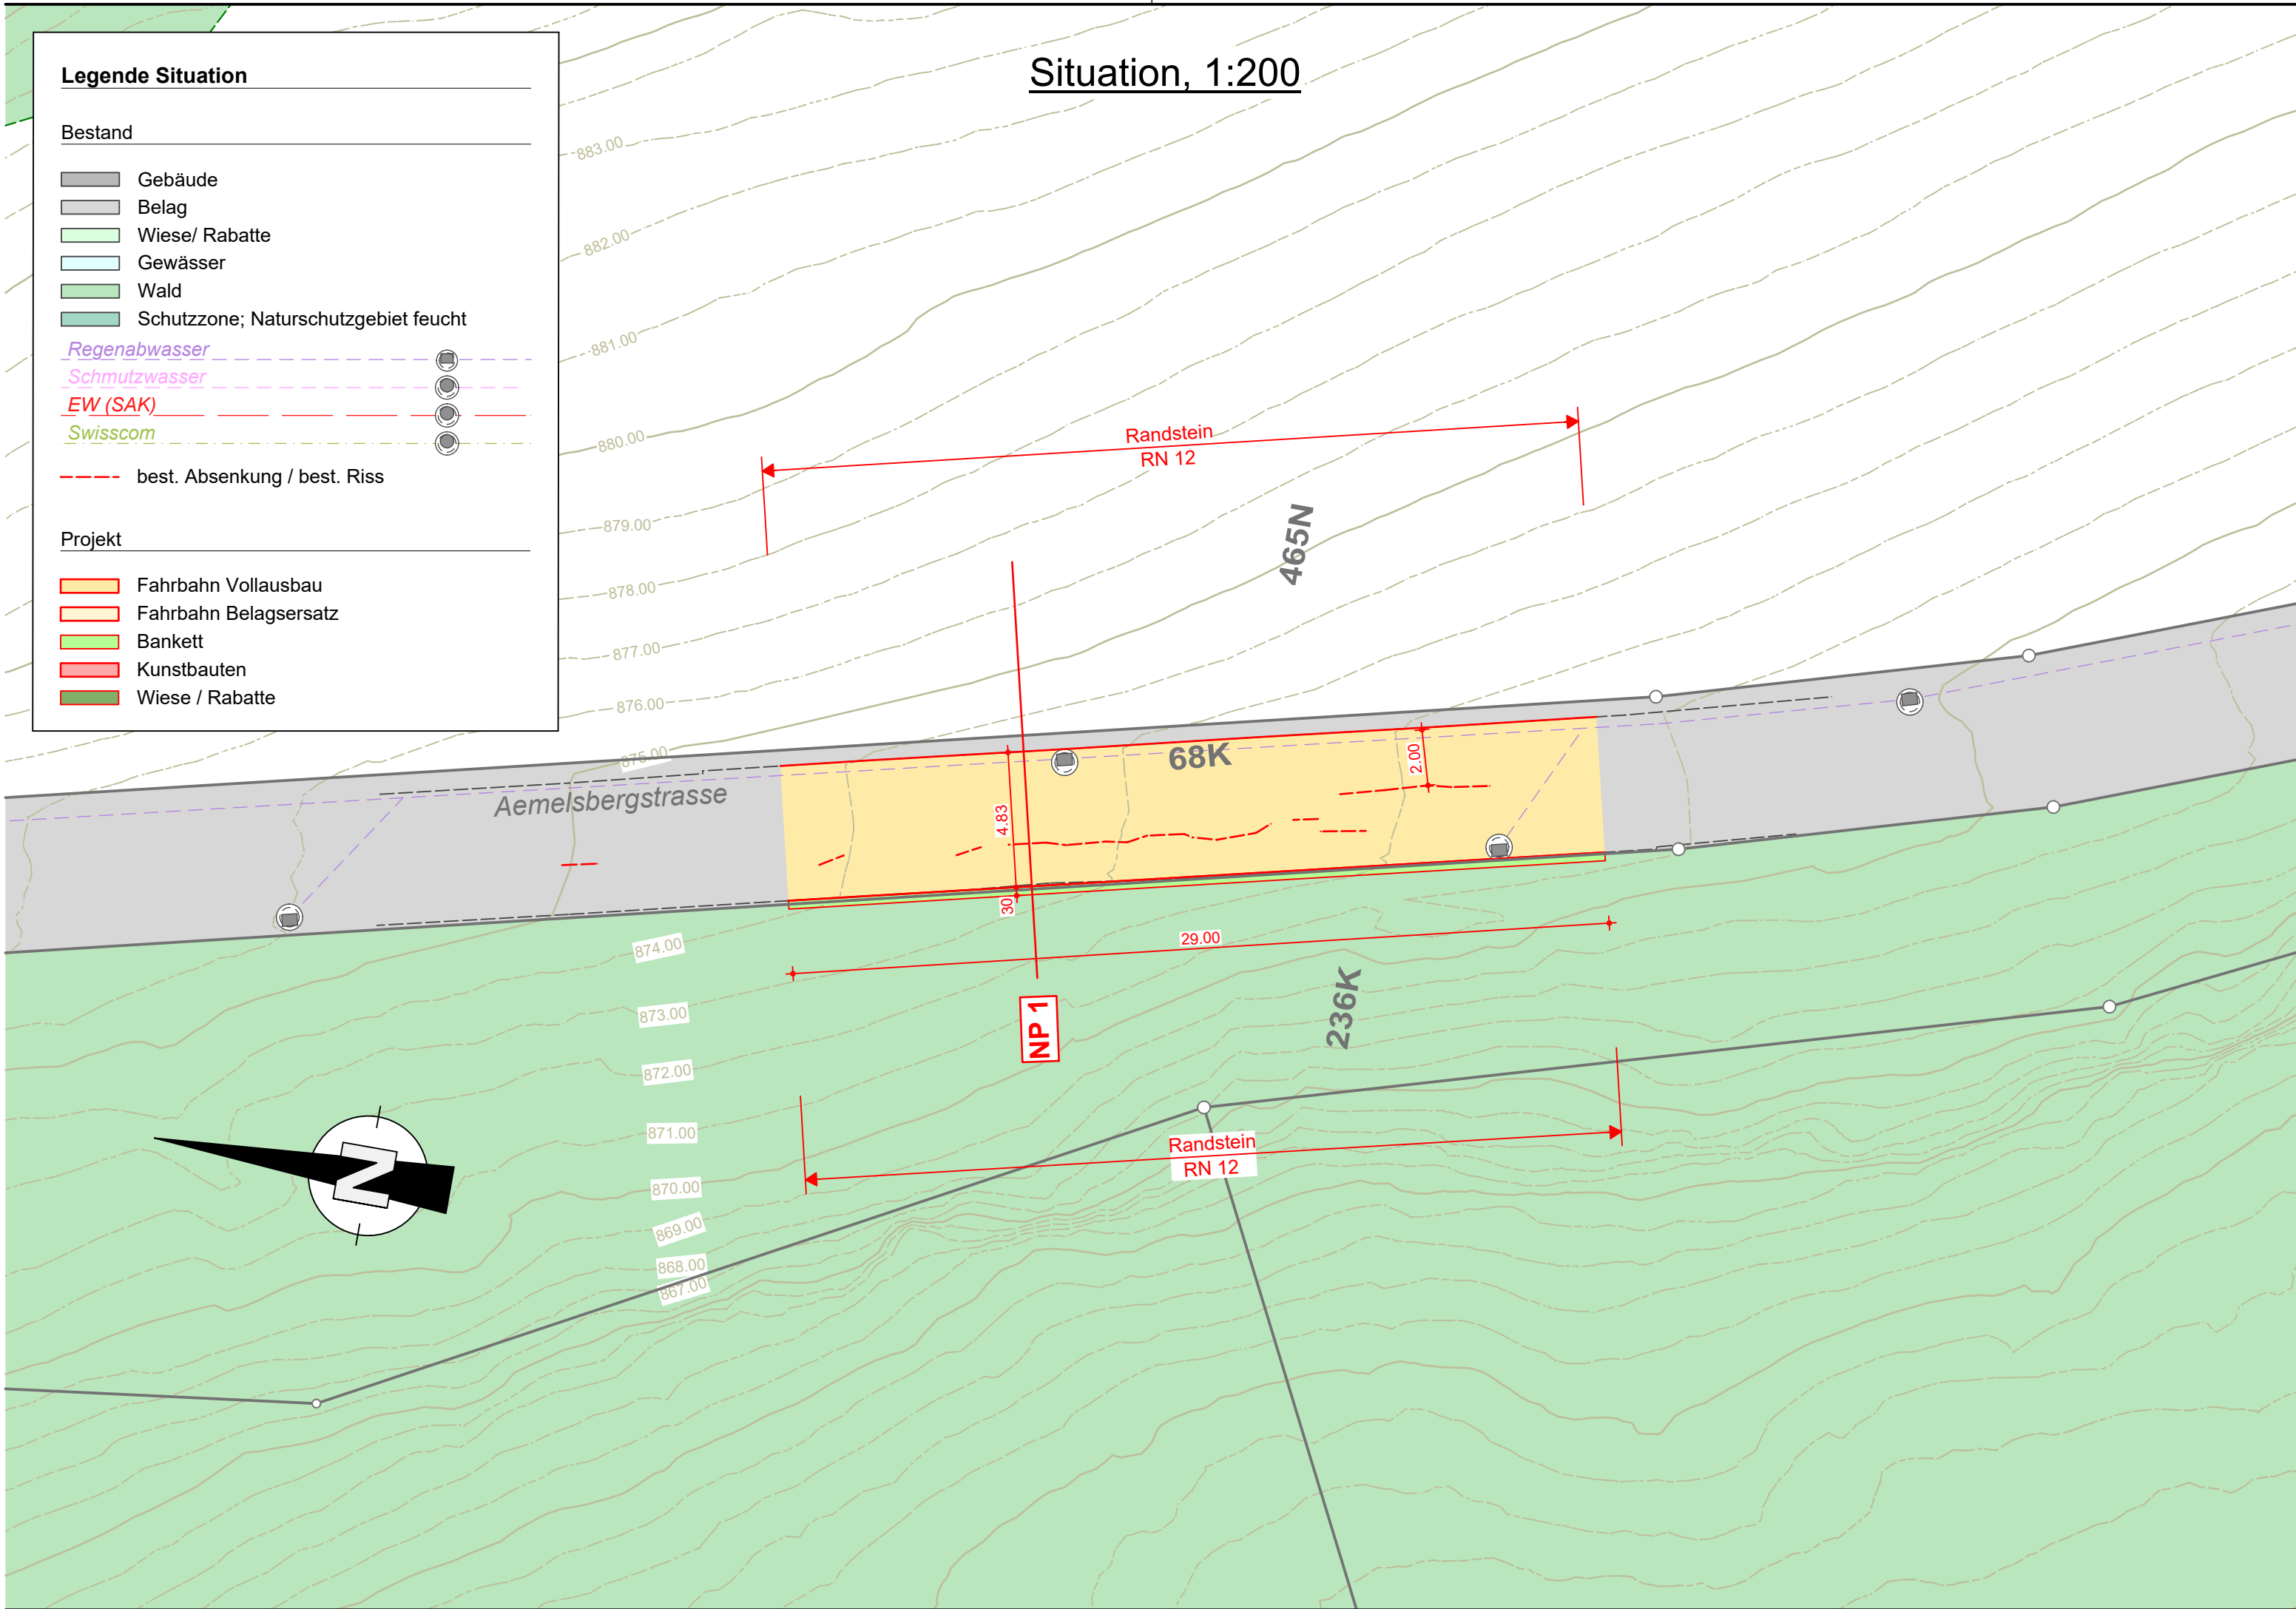 Situation, 1:200
Legende Situation
Bestand
Gebäude
Belag
Wiese/ Rabatte
Gewässer
Wald
Schutzzone; Naturschutzgebiet feucht
Regenabwasser
Schmutzwasser
EW (SAK)
Swisscom
best. Absenkung / best. Riss
Projekt
Fahrbahn Vollausbau
Fahrbahn Belagsersatz
Bankett
Kunstbauten
Wiese / Rabatte
883.00
882.00
881.00
880.00
879.00
878.00
877.00
876.00
875.00
Randstein
RN 12
465N
68K
2.00
Aemelsbergstrasse
4.83
30
29.00
874.00
873.00
872.00
871.00
870.00
869.00
868.00
867.00
NP 1
236K
Randstein
RN 12
N